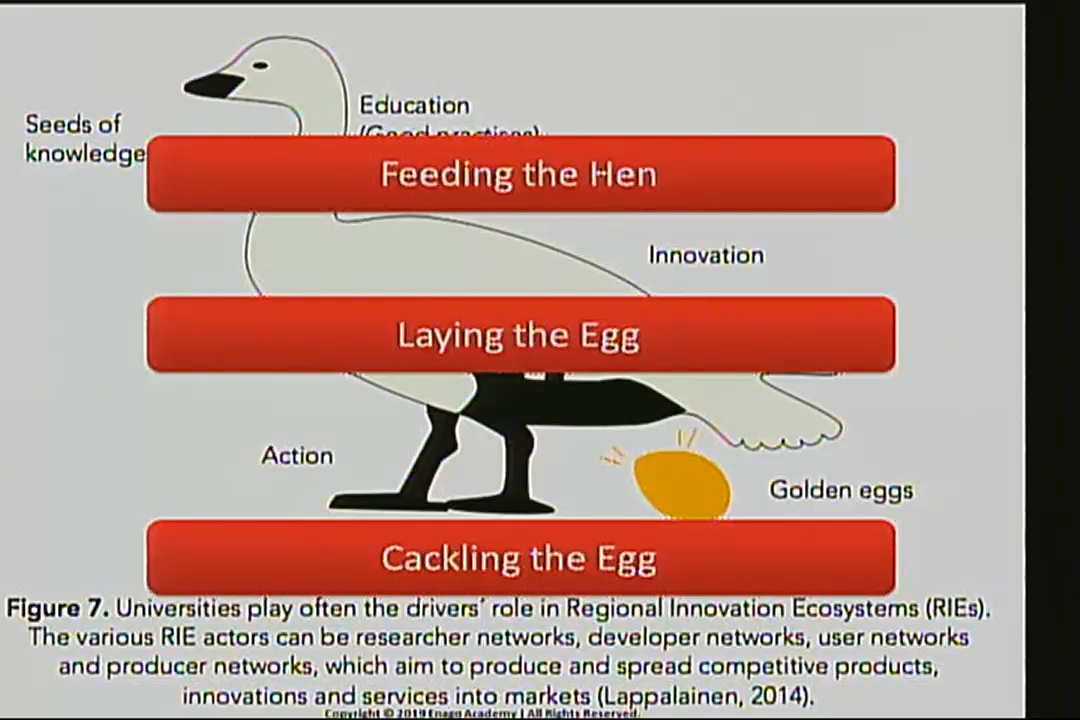 Education
(Good practices)
Seeds of
knowledge
Feeding the Hen
Innovation
Laying the Egg
Action
Golden eggs
Cackling the Egg
Figure 7. Universities play often the drivers' role in Regional Innovation Ecosystems (RIEs).
The various RIE actors can be researcher networks, developer networks, user networks
and producer networks, which aim to produce and spread competitive products,
innovations and services into markets (Lappalainen, 2014).
Copyright © 2019 Enago Academy | All Rights Reserved.